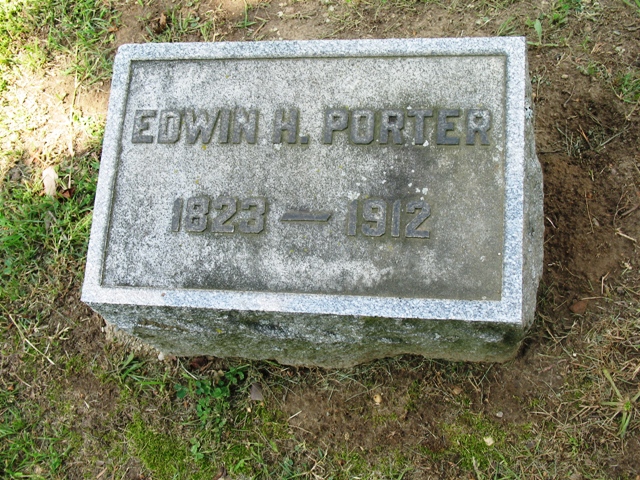 EDWIN H. PORTER
1823 — 1912